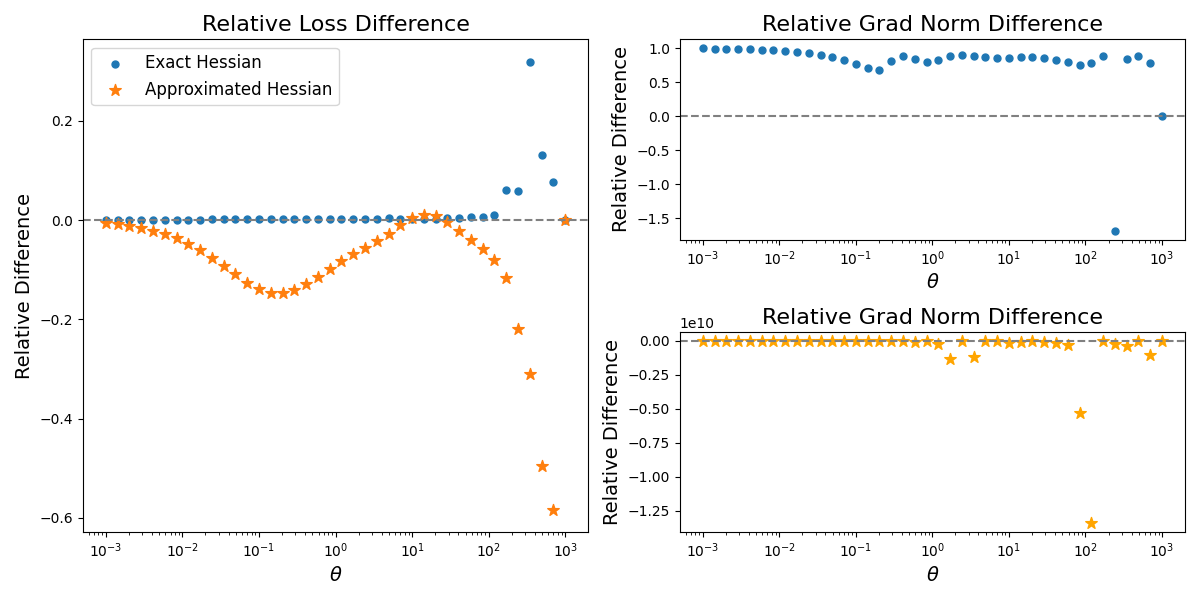 Relative Loss Difference
Exact Hessian
Approximated Hessian
Relative Difference
0.2
0.0
−0.2
−0.4
−0.6
10⁻³ 10⁻² 10⁻¹ 10⁰ 10¹ 10² 10³
θ
Relative Grad Norm Difference
Relative Difference
1.0
0.5
0.0
−0.5
−1.0
−1.5
10⁻³ 10⁻² 10⁻¹ 10⁰ 10¹ 10² 10³
θ
Relative Grad Norm Difference
1e10
Relative Difference
0.00
−0.25
−0.50
−0.75
−1.00
−1.25
10⁻³ 10⁻² 10⁻¹ 10⁰ 10¹ 10² 10³
θ